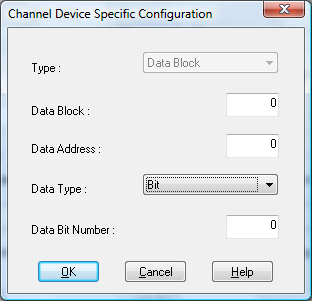 Channel Device Specific Configuration
Type : Data Block
Data Block : 0
Data Address : 0
Data Type : Bit
Data Bit Number : 0
OK Cancel Help